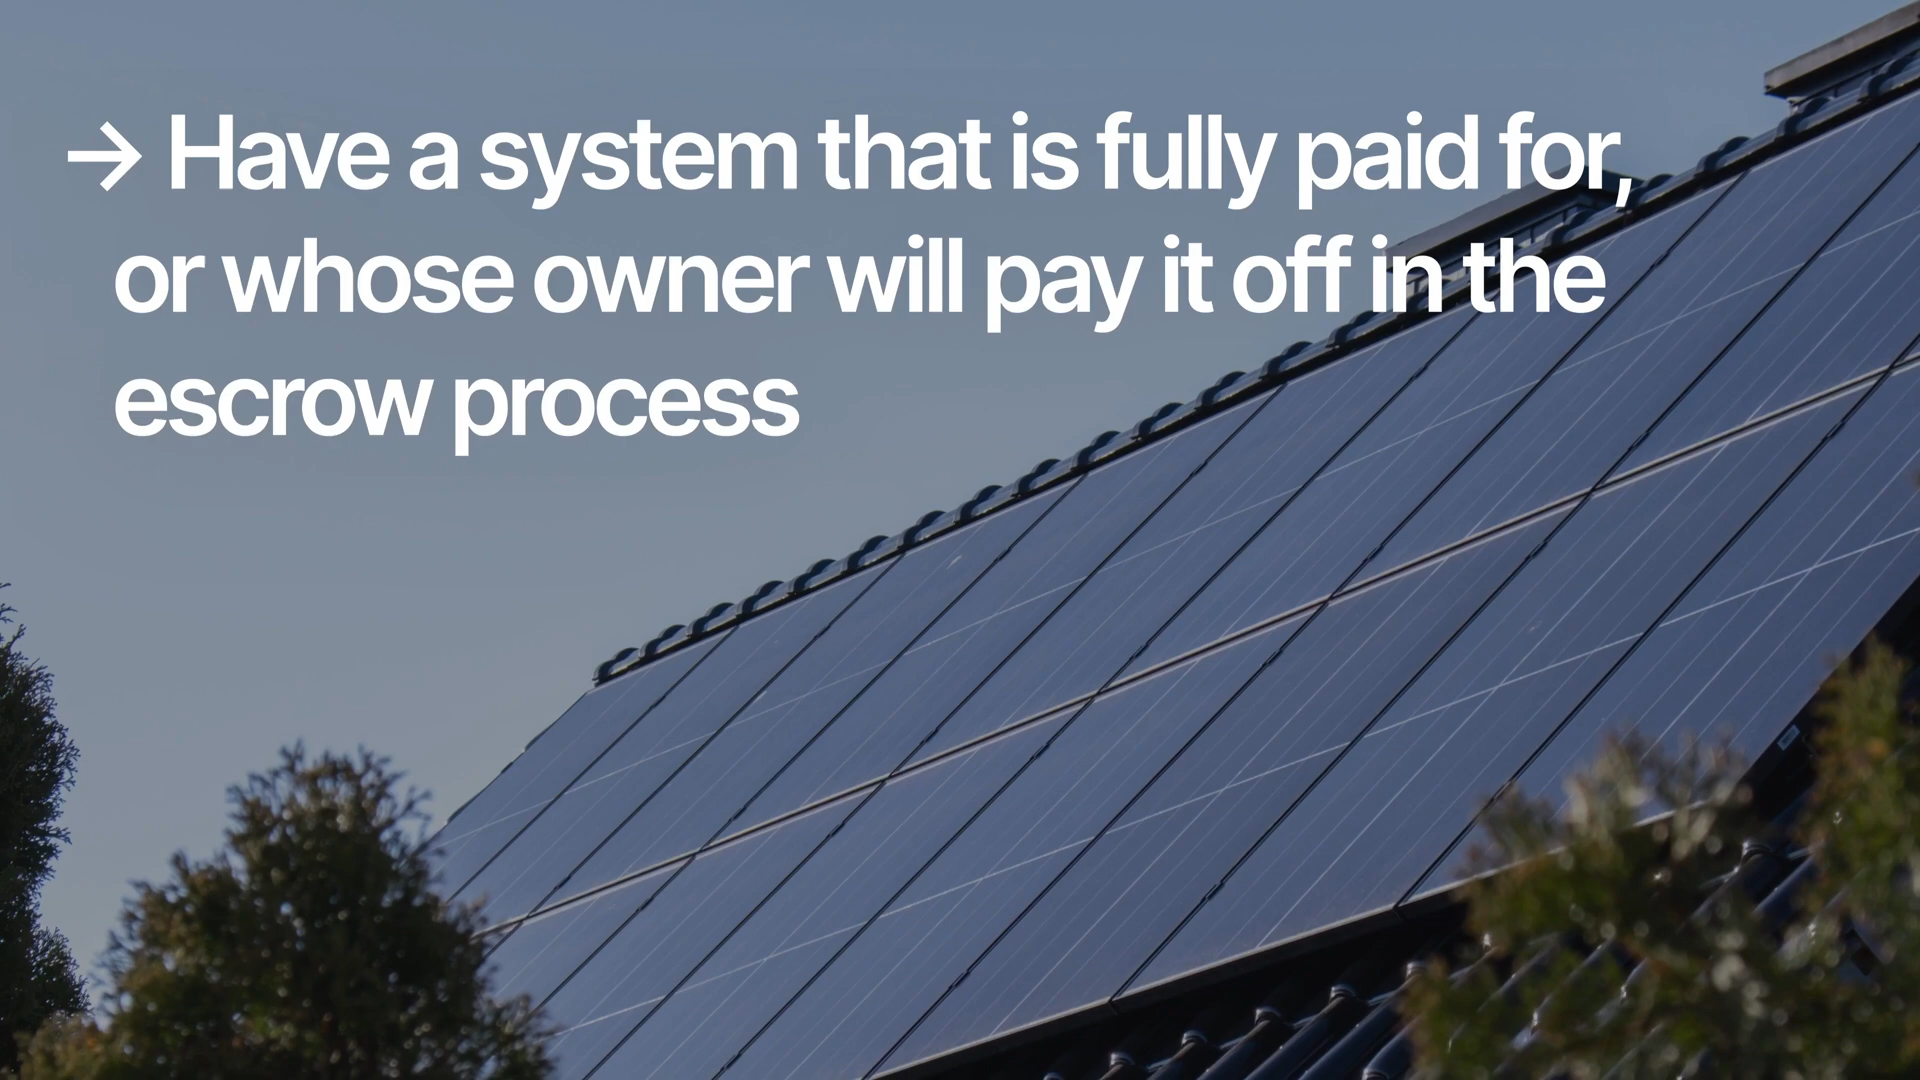 → Have a system that is fully paid for,
or whose owner will pay it off in the
escrow process